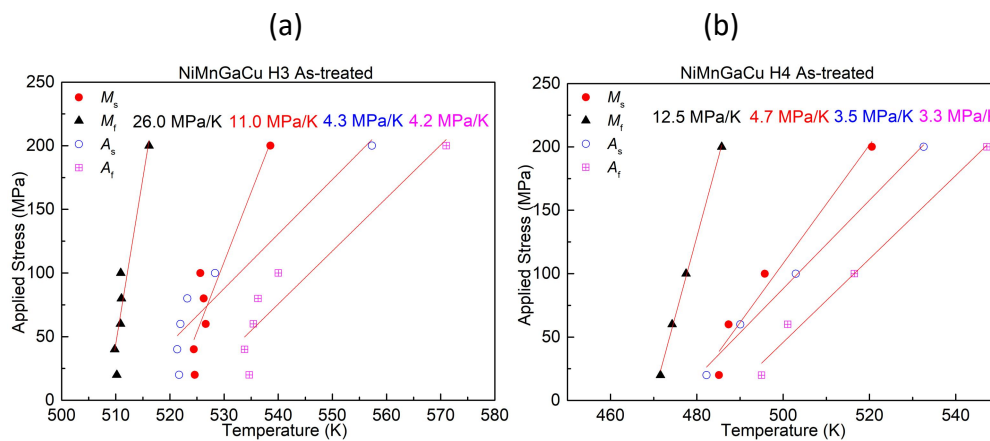 (a)
NiMnGaCu H3 As-treated
250
200
150
100
50
0
Applied Stress (MPa)
Ms
Mf
As
Af
26.0 MPa/K 11.0 MPa/K 4.3 MPa/K 4.2 MPa/K
500 510 520 530 540 550 560 570 580
Temperature (K)
(b)
NiMnGaCu H4 As-treated
250
200
150
100
50
0
Applied Stress (MPa)
Ms
Mf
As
Af
12.5 MPa/K 4.7 MPa/K 3.5 MPa/K 3.3 MPa/K
460 480 500 520 540
Temperature (K)